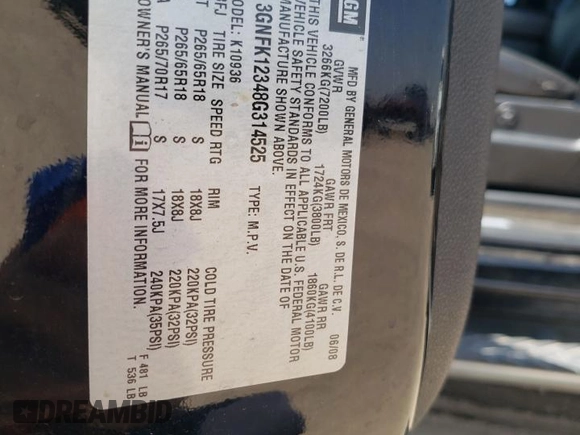 GM
MFD BY GENERAL MOTORS DE MEXICO, S. DE R.L. DE C.V. 06/08
GVWR GAWR FRT GAWR RR
3266KG(7200LB) 1724KG(3800LB) 1860KG(4100LB)
THIS VEHICLE CONFORMS TO ALL APPLICABLE U.S. FEDERAL MOTOR
VEHICLE SAFETY STANDARDS IN EFFECT ON THE DATE OF
MANUFACTURE SHOWN ABOVE.
3GNFK12348G314525 TYPE: M.P.V.
K10936
TIRE SIZE SPEED RTG RIM COLD TIRE PRESSURE
P265/65R18 S 18X8J 220KPA(32PSI)
P265/65R18 S 18X8J 220KPA(32PSI)
P265/70R17 S 17X7.5J 240KPA(35PSI)
OWNER'S MANUAL FOR MORE INFORMATION.
F 481 LB
T 536 LB
DREAMBID